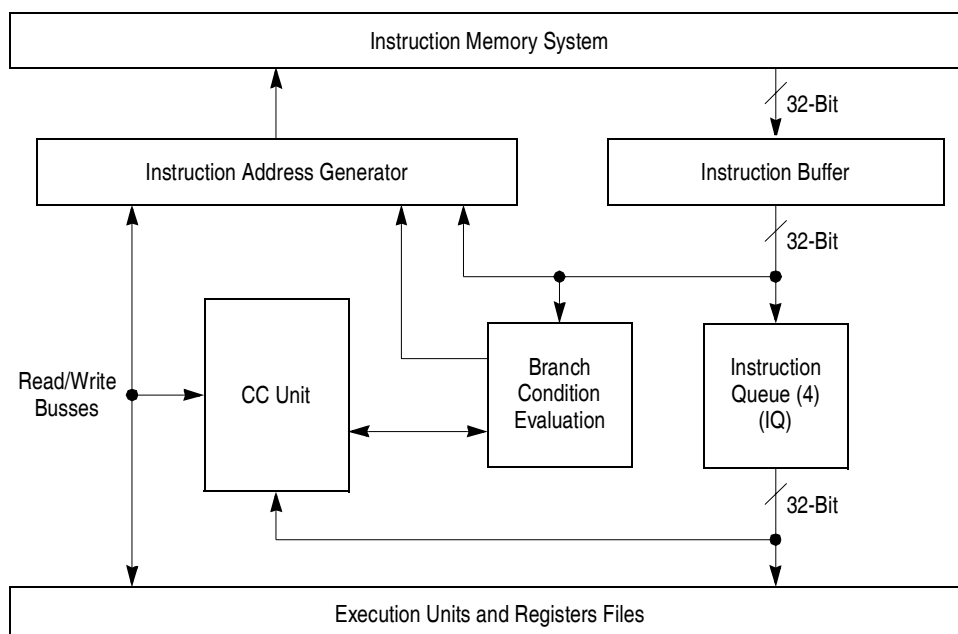 Instruction Memory System
32-Bit
Instruction Address Generator
Instruction Buffer
32-Bit
Read/Write
Busses
CC Unit
Branch
Condition
Evaluation
Instruction
Queue (4)
(IQ)
32-Bit
Execution Units and Registers Files